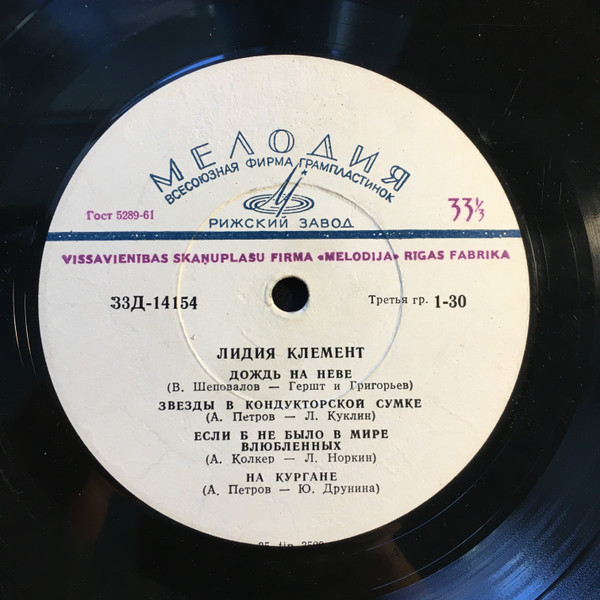 МЕЛОДИЯ
ВСЕСОЮЗНАЯ ФИРМА ГРАМПЛАСТИНОК
РИЖСКИЙ ЗАВОД
Гост 5289-61
33⅓
VISSAVIENĪBAS SKAŅUPLAŠU FIRMA «MELODIJA» RĪGAS FABRIKA
33Д-14154
Третья гр. 1-30
ЛИДИЯ КЛЕМЕНТ
ДОЖДЬ НА НЕВЕ
(В. Шеповалов — Гершт и Григорьев)
ЗВЕЗДЫ В КОНДУКТОРСКОЙ СУМКЕ
(А. Петров — Л. Куклин)
ЕСЛИ Б НЕ БЫЛО В МИРЕ
ВЛЮБЛЕННЫХ
(А. Колкер — Л. Норкин)
НА КУРГАНЕ
(А. Петров — Ю. Друнина)